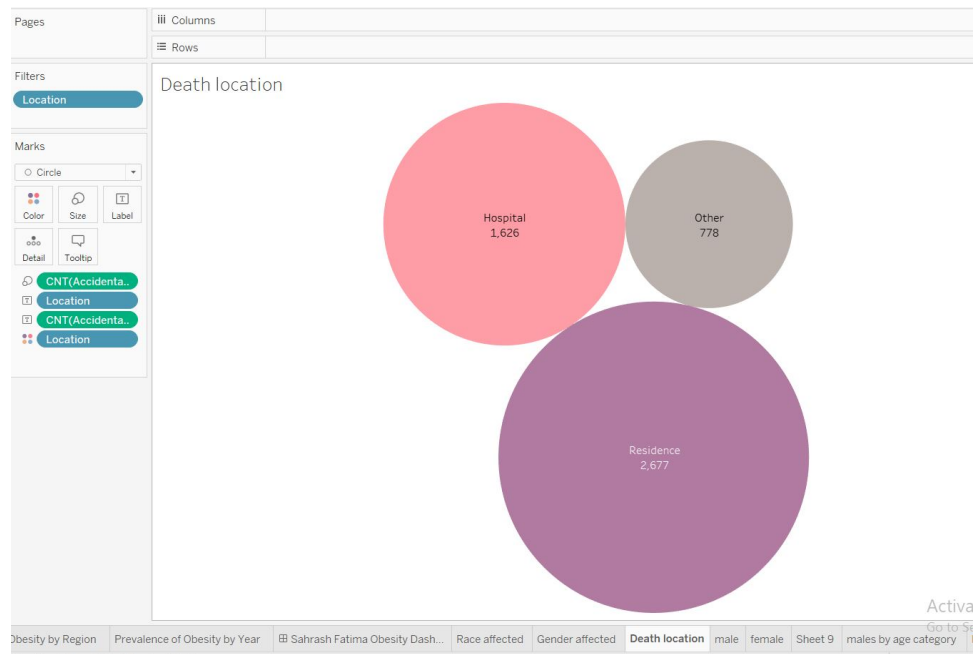 Pages
Columns
Rows
Filters
Location
Marks
Circle
Color Size Label
Detail Tooltip
CNT(Accidenta..
Location
CNT(Accidenta..
Location
Death location
Hospital
1,626
Other
778
Residence
2,677
Activa
Go to S
Obesity by Region Prevalence of Obesity by Year Sahrash Fatima Obesity Dash... Race affected Gender affected Death location male female Sheet 9 males by age category